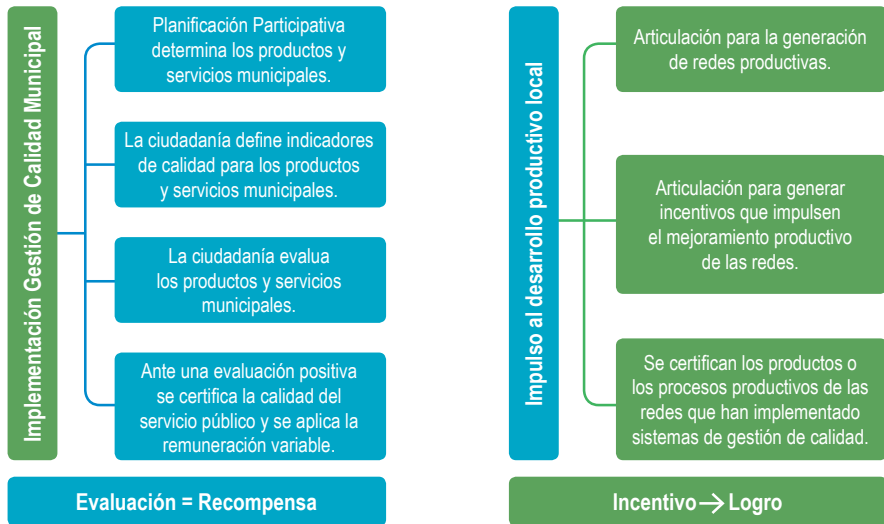 Implementación Gestión de Calidad Municipal
Planificación Participativa
determina los productos y
servicios municipales.
La ciudadanía define indicadores
de calidad para los productos
y servicios municipales.
La ciudadanía evalua
los productos y servicios
municipales.
Ante una evaluación positiva
se certifica la calidad del
servicio público y se aplica la
remuneración variable.
Evaluación = Recompensa
Impulso al desarrollo productivo local
Articulación para la generación
de redes productivas.
Articulación para generar
incentivos que impulsen
el mejoramiento productivo
de las redes.
Se certifican los productos o
los procesos productivos de las
redes que han implementado
sistemas de gestión de calidad.
Incentivo → Logro